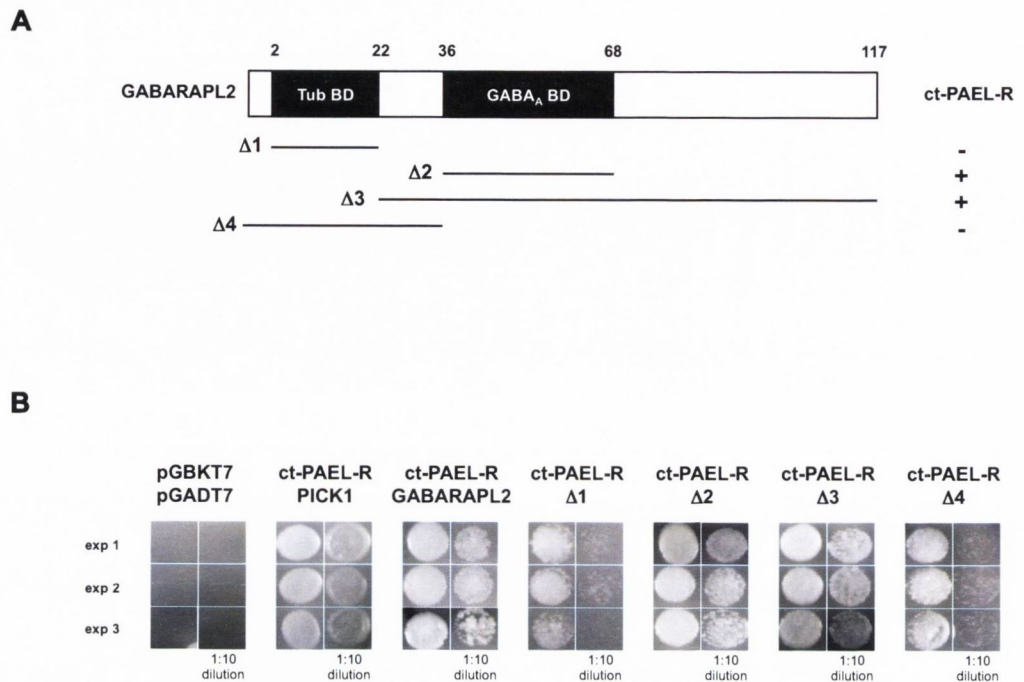 A
2 22 36 68 117
GABARAPL2 Tub BD GABAA BD ct-PAEL-R
Δ1 -
Δ2 +
Δ3 +
Δ4 -
B
pGBKT7 ct-PAEL-R ct-PAEL-R ct-PAEL-R ct-PAEL-R ct-PAEL-R ct-PAEL-R
pGADT7 PICK1 GABARAPL2 Δ1 Δ2 Δ3 Δ4
exp 1
exp 2
exp 3
1:10 1:10 1:10 1:10 1:10 1:10 1:10
dilution dilution dilution dilution dilution dilution dilution